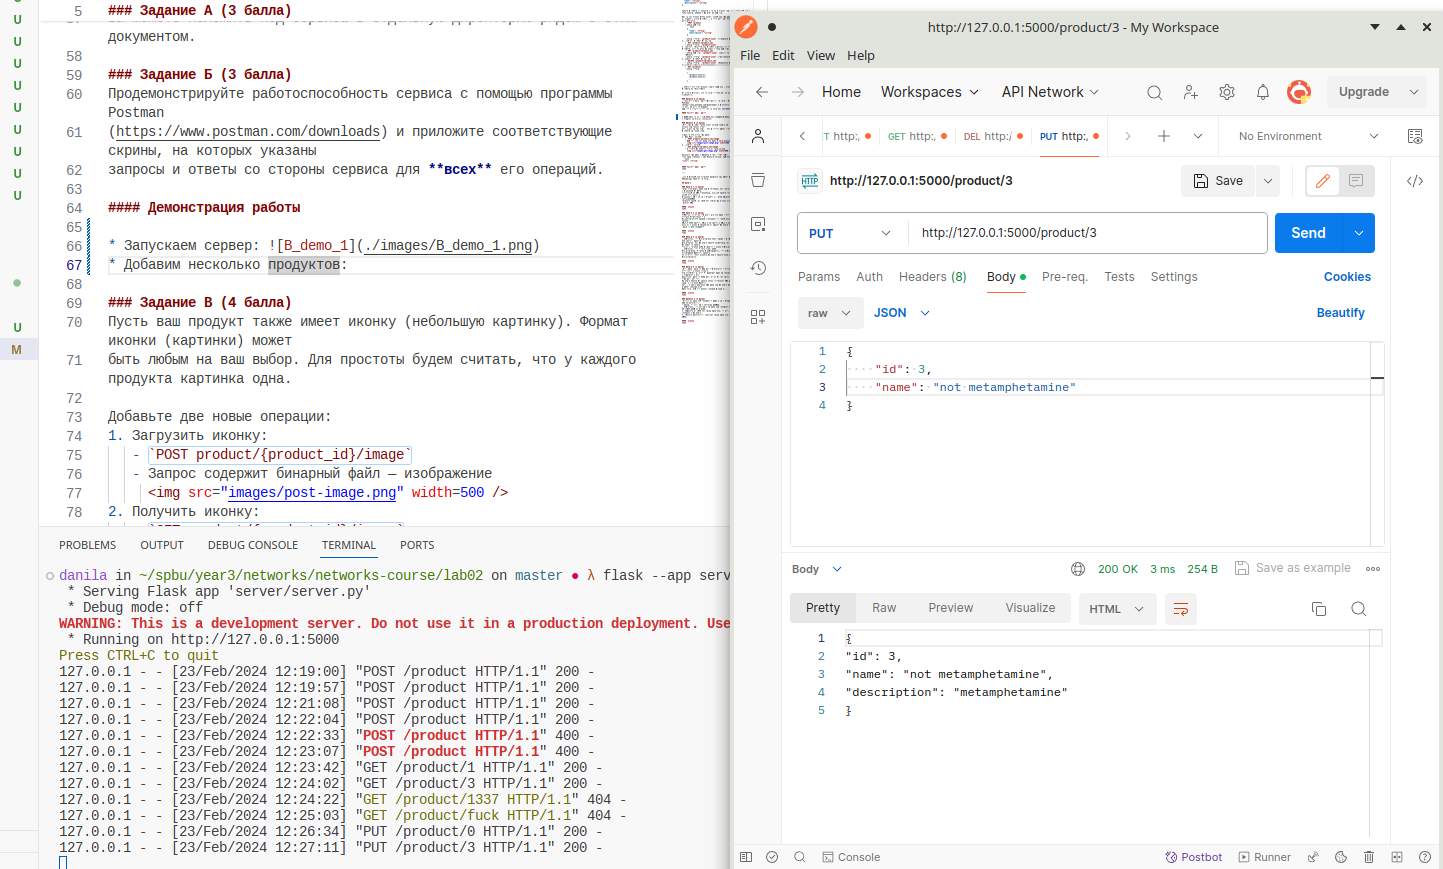 5 ### Задание А (3 балла)
документом.
58
59 ### Задание Б (3 балла)
60 Продемонстрируйте работоспособность сервиса с помощью программы
Postman
61 (https://www.postman.com/downloads) и приложите соответствующие
скрины, на которых указаны
62 запросы и ответы со стороны сервиса для **всех** его операций.
63
64 #### Демонстрация работы
65
66 * Запускаем сервер: ![B_demo_1](./images/B_demo_1.png)
67 * Добавим несколько продуктов:
68
69 ### Задание В (4 балла)
70 Пусть ваш продукт также имеет иконку (небольшую картинку). Формат
иконки (картинки) может
71 быть любым на ваш выбор. Для простоты будем считать, что у каждого
продукта картинка одна.
72
73 Добавьте две новые операции:
74 1. Загрузить иконку:
75 - `POST product/{product_id}/image`
76 - Запрос содержит бинарный файл — изображение
77 <img src="images/post-image.png" width=500 />
78 2. Получить иконку:
U
U
U
U
U
U
U
U
U
U
M
PROBLEMS OUTPUT DEBUG CONSOLE TERMINAL PORTS
danila in ~/spbu/year3/networks/networks-course/lab02 on master ● λ flask --app serv
* Serving Flask app 'server/server.py'
* Debug mode: off
WARNING: This is a development server. Do not use it in a production deployment. Use
* Running on http://127.0.0.1:5000
Press CTRL+C to quit
127.0.0.1 - - [23/Feb/2024 12:19:00] "POST /product HTTP/1.1" 200 -
127.0.0.1 - - [23/Feb/2024 12:19:57] "POST /product HTTP/1.1" 200 -
127.0.0.1 - - [23/Feb/2024 12:21:08] "POST /product HTTP/1.1" 200 -
127.0.0.1 - - [23/Feb/2024 12:22:04] "POST /product HTTP/1.1" 200 -
127.0.0.1 - - [23/Feb/2024 12:22:33] "POST /product HTTP/1.1" 400 -
127.0.0.1 - - [23/Feb/2024 12:23:07] "POST /product HTTP/1.1" 400 -
127.0.0.1 - - [23/Feb/2024 12:23:42] "GET /product/1 HTTP/1.1" 200 -
127.0.0.1 - - [23/Feb/2024 12:24:02] "GET /product/3 HTTP/1.1" 200 -
127.0.0.1 - - [23/Feb/2024 12:24:22] "GET /product/1337 HTTP/1.1" 404 -
127.0.0.1 - - [23/Feb/2024 12:25:03] "GET /product/fuck HTTP/1.1" 404 -
127.0.0.1 - - [23/Feb/2024 12:26:34] "PUT /product/0 HTTP/1.1" 200 -
127.0.0.1 - - [23/Feb/2024 12:27:11] "PUT /product/3 HTTP/1.1" 200 -
http://127.0.0.1:5000/product/3 - My Workspace
File Edit View Help
Home Workspaces API Network Upgrade
T http:, GET http:, DEL http:/ PUT http:, No Environment
HTTP http://127.0.0.1:5000/product/3 Save
PUT http://127.0.0.1:5000/product/3 Send
Params Auth Headers (8) Body Pre-req. Tests Settings Cookies
raw JSON Beautify
1 {
2 "id": 3,
3 "name": "not metamphetamine"
4 }
Body 200 OK 3 ms 254 B Save as example
Pretty Raw Preview Visualize HTML
1 {
2 "id": 3,
3 "name": "not metamphetamine",
4 "description": "metamphetamine"
5 }
Console Postbot Runner